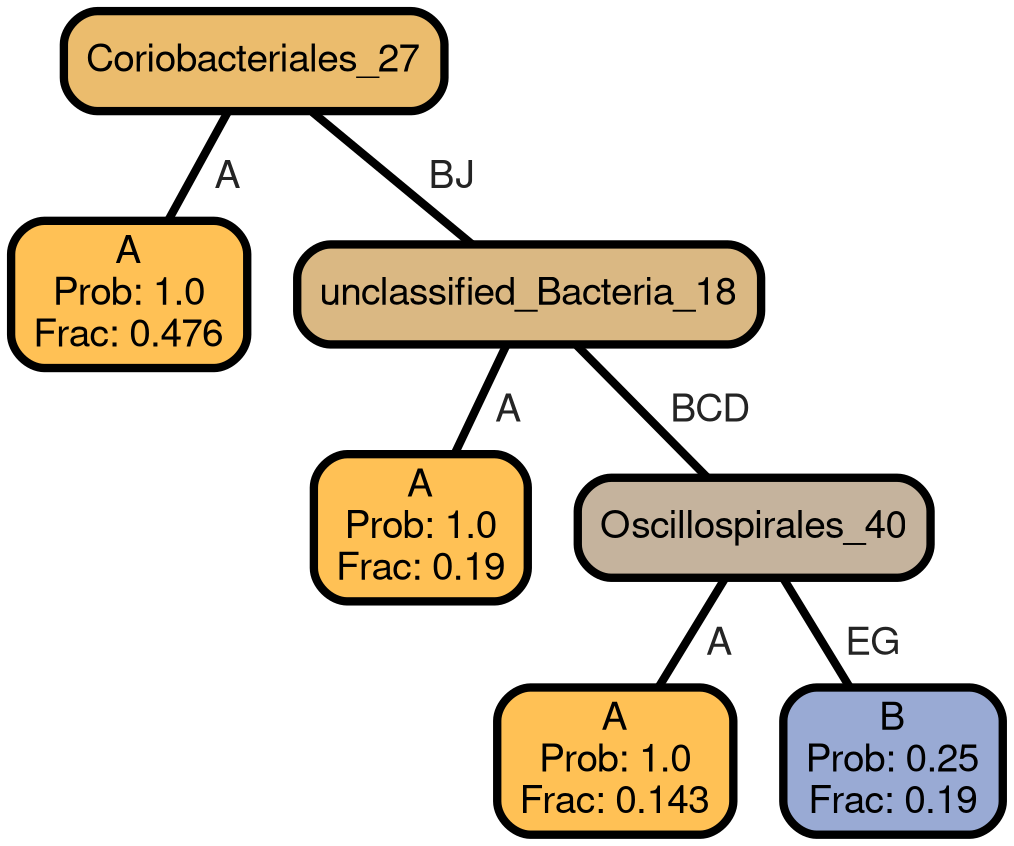 Coriobacteriales_27
A
BJ
A
Prob: 1.0
Frac: 0.476
unclassified_Bacteria_18
A
BCD
A
Prob: 1.0
Frac: 0.19
Oscillospirales_40
A
EG
A
Prob: 1.0
Frac: 0.143
B
Prob: 0.25
Frac: 0.19